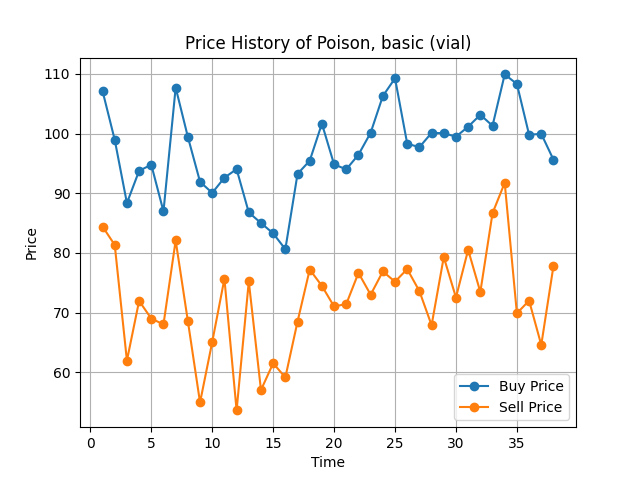 Price History of Poison, basic (vial)
110
100
90
80
70
60
Price
0 5 10 15 20 25 30 35
Time
Buy Price
Sell Price